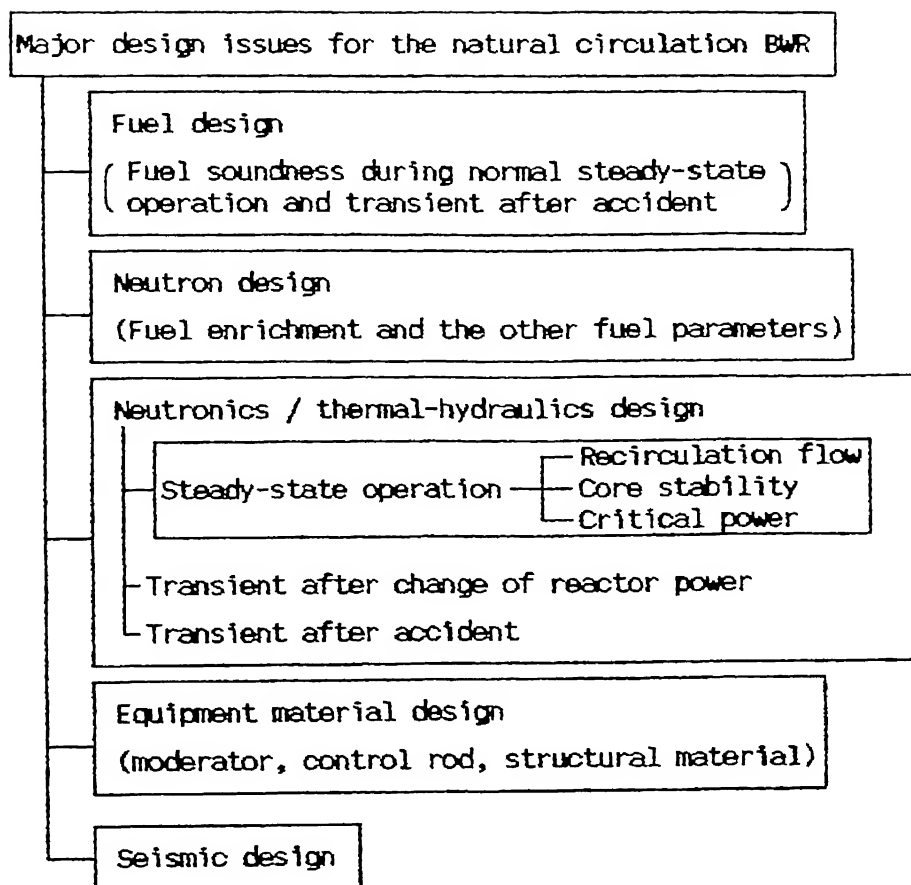 Major design issues for the natural circulation BWR
Fuel design
(Fuel soundness during normal steady-state
operation and transient after accident)
Neutron design
(Fuel enrichment and the other fuel parameters)
Neutronics / thermal-hydraulics design
Recirculation flow
Steady-state operation Core stability
Critical power
Transient after change of reactor power
Transient after accident
Equipment material design
(moderator, control rod, structural material)
Seismic design